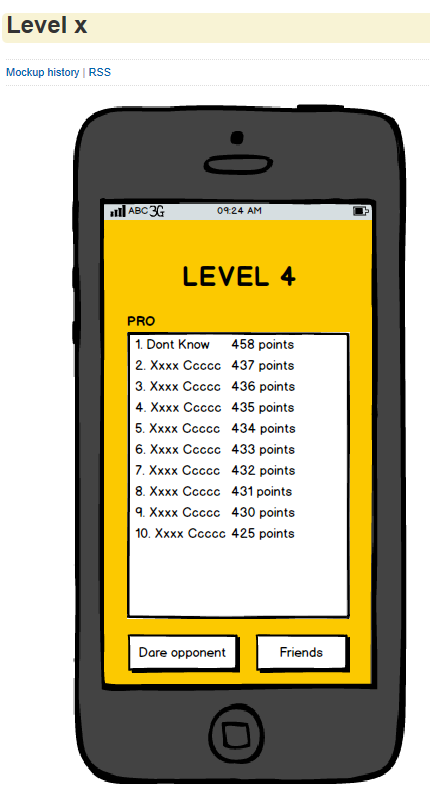 Level x
Mockup history | RSS
ABC 3G 09:24 AM
LEVEL 4
PRO
1. Dont Know 458 points
2. Xxxx Ccccc 437 points
3. Xxxx Ccccc 436 points
4. Xxxx Ccccc 435 points
5. Xxxx Ccccc 434 points
6. Xxxx Ccccc 433 points
7. Xxxx Ccccc 432 points
8. Xxxx Ccccc 431 points
9. Xxxx Ccccc 430 points
10. Xxxx Ccccc 425 points
Dare opponent Friends